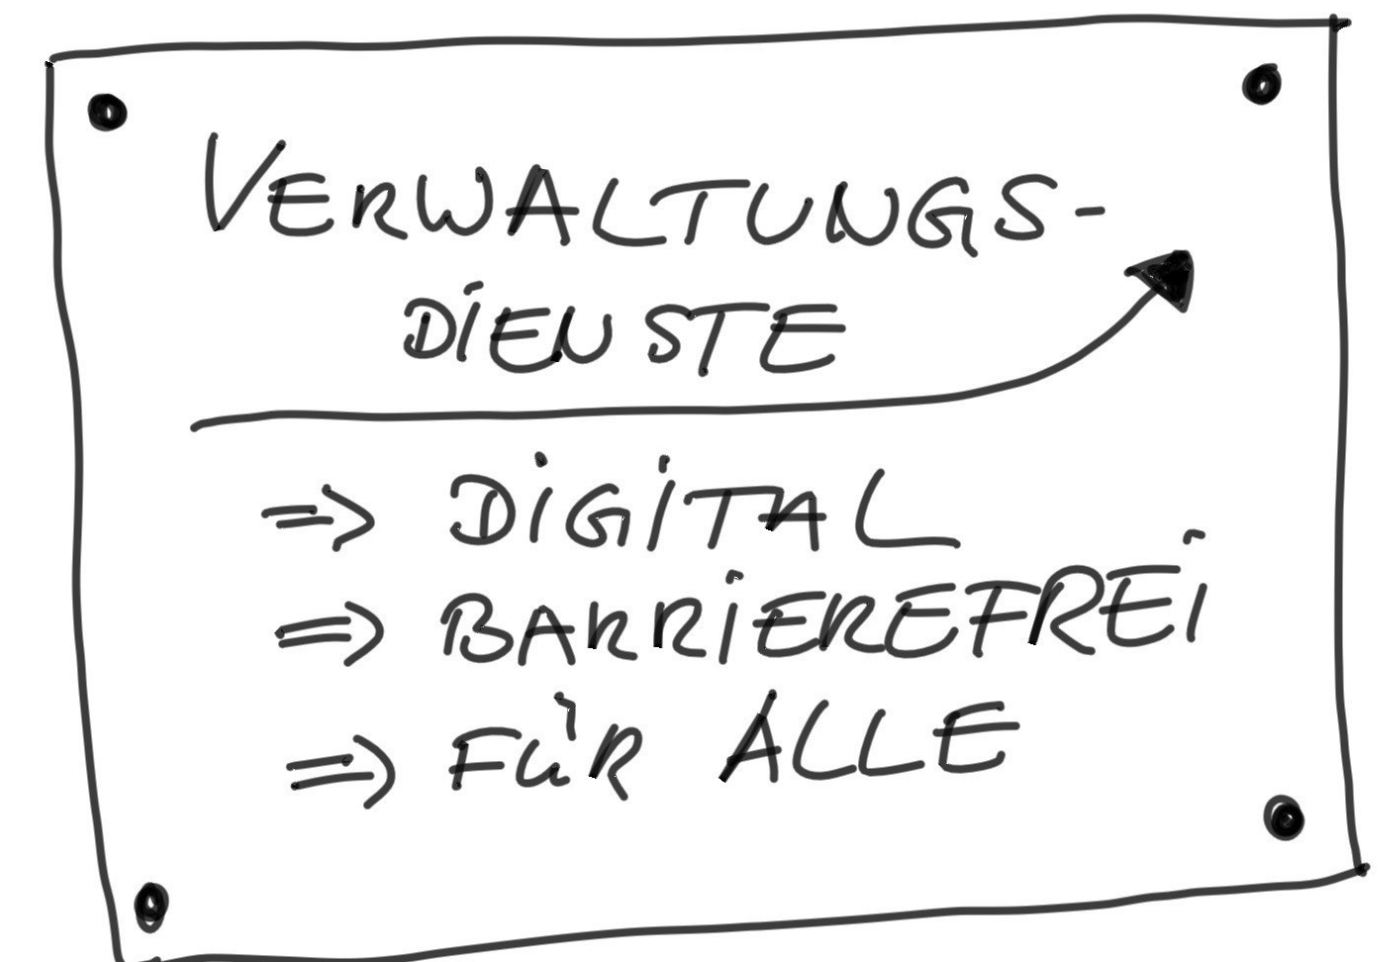 VERWALTUNGS-
DIENSTE
⇒ DIGITAL
⇒ BARRIEREFREI
⇒ FÜR ALLE